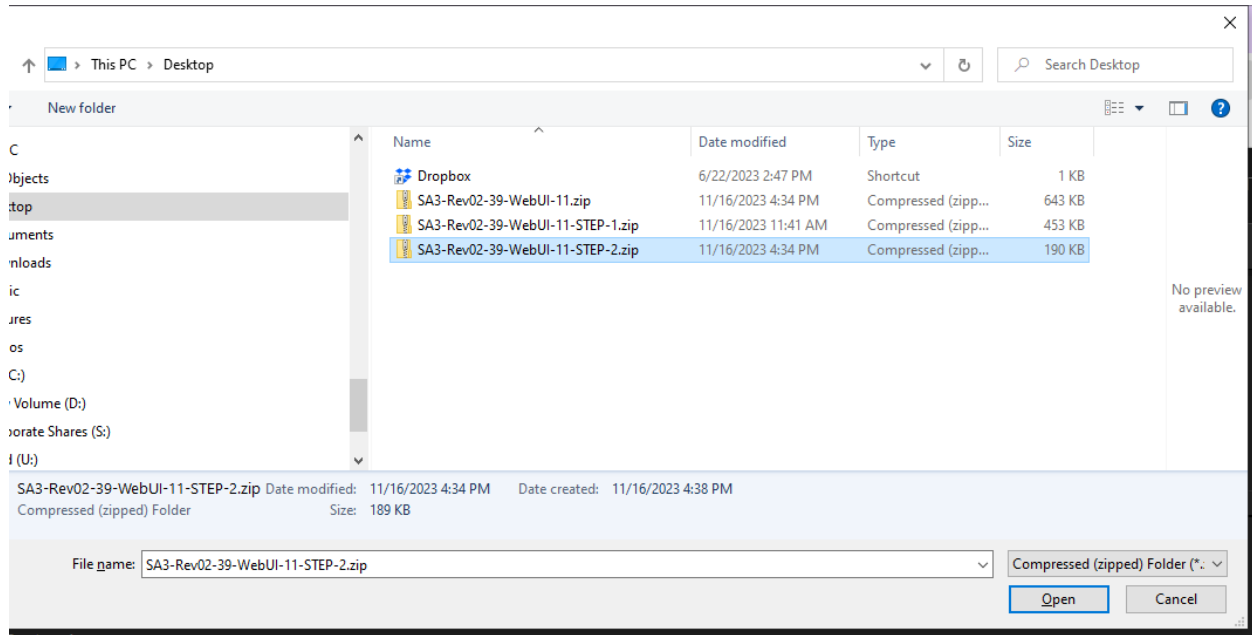 This PC > Desktop
Search Desktop
New folder
Name Date modified Type Size
Dropbox 6/22/2023 2:47 PM Shortcut 1 KB
SA3-Rev02-39-WebUI-11.zip 11/16/2023 4:34 PM Compressed (zipp... 643 KB
SA3-Rev02-39-WebUI-11-STEP-1.zip 11/16/2023 11:41 AM Compressed (zipp... 453 KB
SA3-Rev02-39-WebUI-11-STEP-2.zip 11/16/2023 4:34 PM Compressed (zipp... 190 KB
C
Objects
ktop
uments
nloads
ic
ures
os
C:)
Volume (D:)
porate Shares (S:)
d (U:)
No preview
available.
SA3-Rev02-39-WebUI-11-STEP-2.zip Date modified: 11/16/2023 4:34 PM Date created: 11/16/2023 4:38 PM
Compressed (zipped) Folder Size: 189 KB
File name: SA3-Rev02-39-WebUI-11-STEP-2.zip Compressed (zipped) Folder (*.
Open Cancel